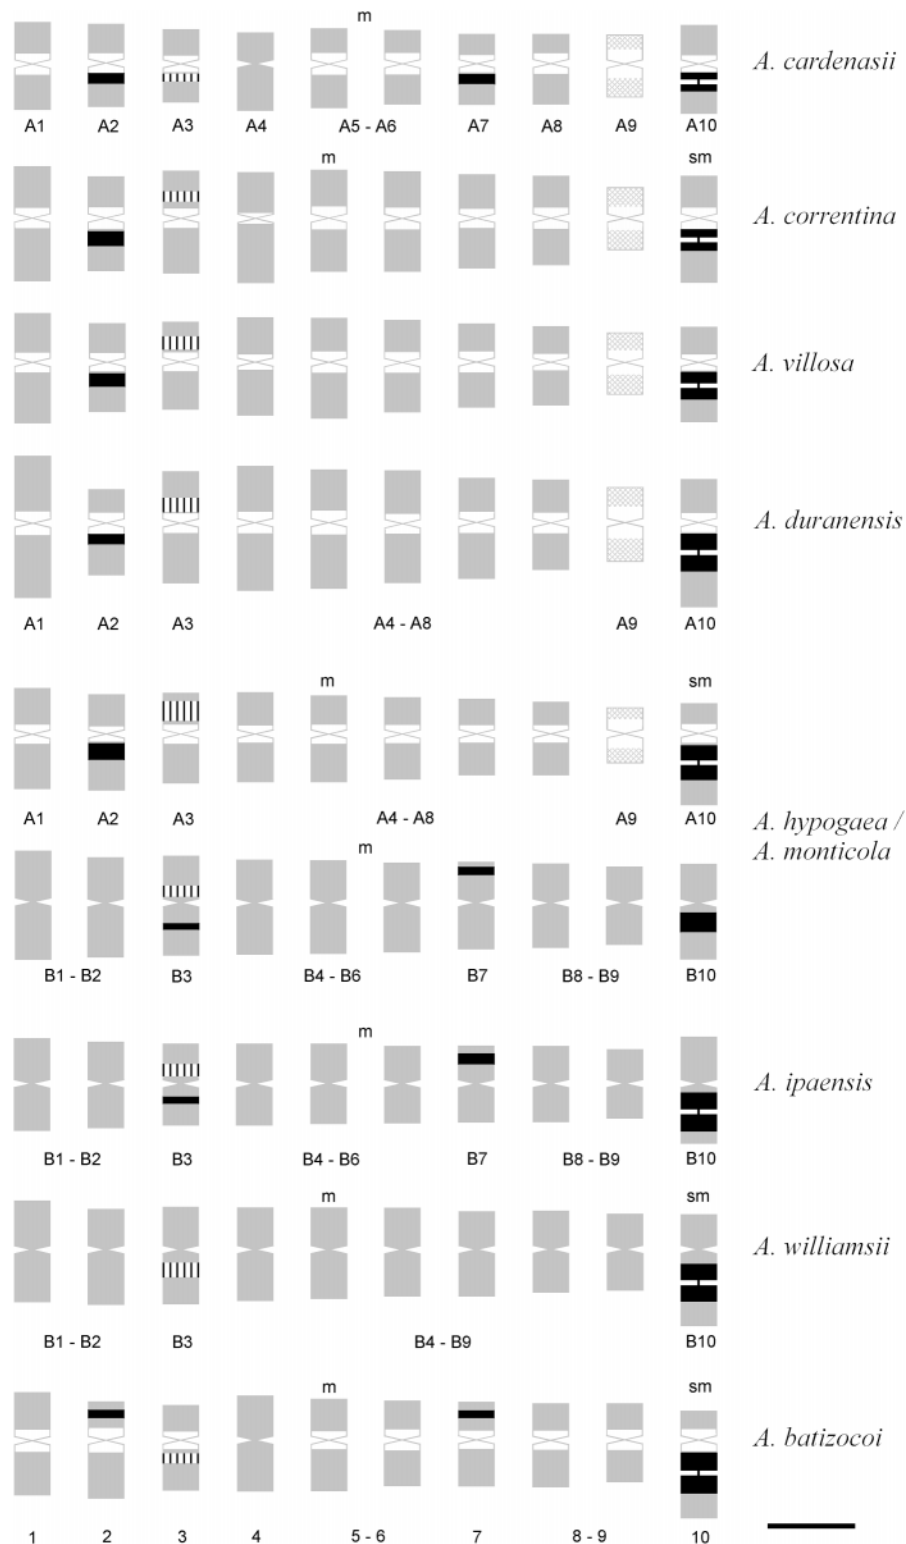 m
A. cardenasii
A1 A2 A3 A4 A5 - A6 A7 A8 A9 A10
m sm
A. correntina
A. villosa
A. duranensis
A1 A2 A3 A4 - A8 A9 A10
m sm
A1 A2 A3 A4 - A8 A9 A10
A. hypogaea /
A. monticola
m
B1 - B2 B3 B4 - B6 B7 B8 - B9 B10
m
A. ipaensis
B1 - B2 B3 B4 - B6 B7 B8 - B9 B10
m sm
A. williamsii
B1 - B2 B3 B4 - B9 B10
m sm
A. batizocoi
1 2 3 4 5 - 6 7 8 - 9 10